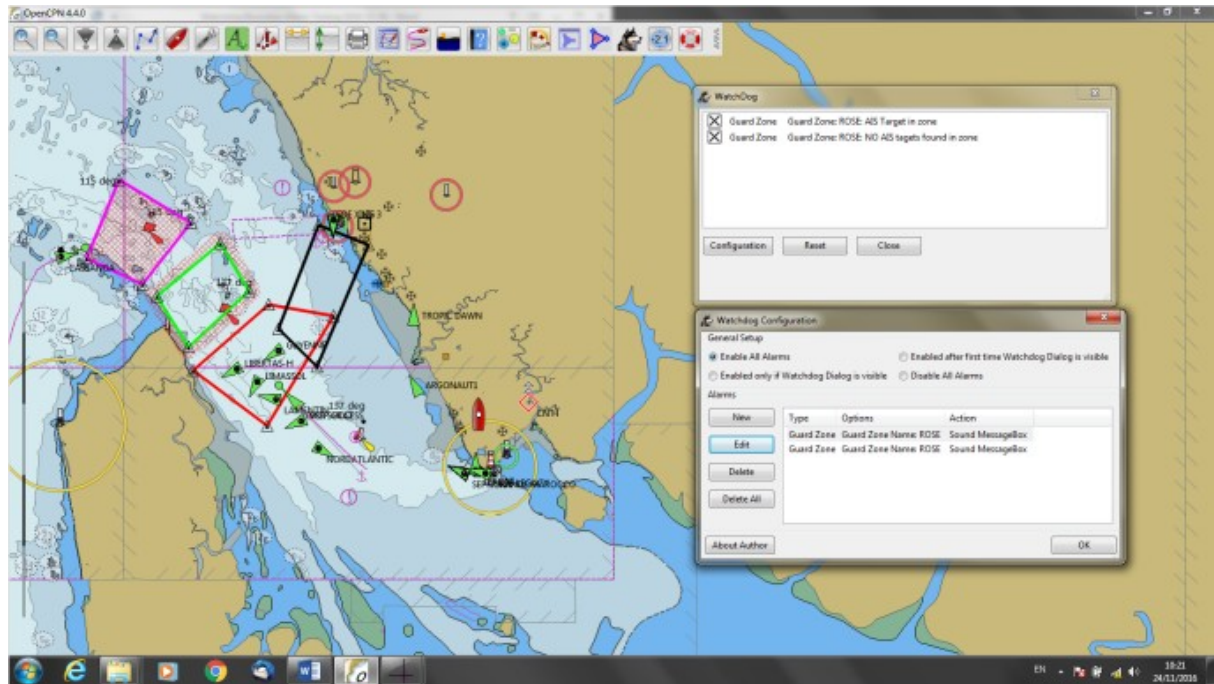 OpenCPN 4.4.0
WatchDog
Guard Zone Guard Zone: ROSE: AIS Target in zone
Guard Zone Guard Zone: ROSE: NO AIS tagets found in zone
Configuration Reset Close
Watchdog Configuration
General Setup
Enable All Alarms Enabled after first time Watchdog Dialog is visible
Enabled only if Watchdog Dialog is visible Disable All Alarms
Alarms
New
Edit
Delete
Delete All
Type Options Action
Guard Zone Guard Zone Name: ROSE Sound MessageBox
Guard Zone Guard Zone Name: ROSE Sound MessageBox
About Author OK
115 deg
TROPIC DAWN
LIBERTAS-H
LIMASSOL
ARGONAUT1
137 deg
NORDATLANTIC
EN
10:21
24/11/2016